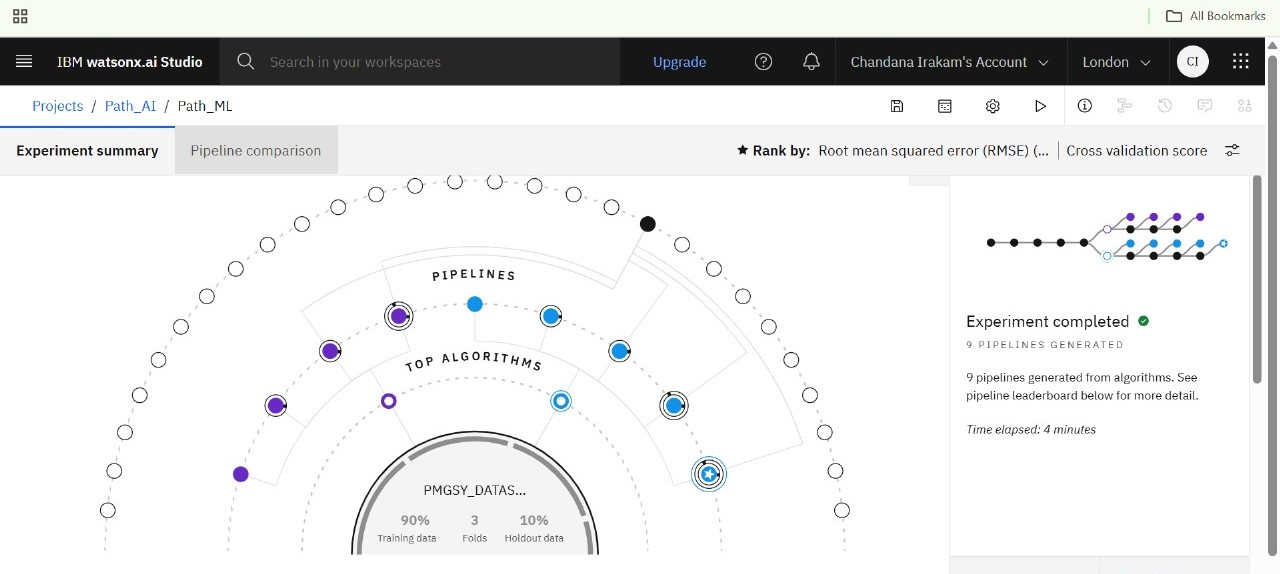 All Bookmarks
IBM watsonx.ai Studio
Search in your workspaces
Upgrade
Chandana Irakam's Account
London
CI
Projects / Path_AI / Path_ML
Experiment summary
Pipeline comparison
Rank by: Root mean squared error (RMSE) (...
Cross validation score
PIPELINES
TOP ALGORITHMS
PMGSY_DATAS...
90% 3 10%
Training data Folds Holdout data
Experiment completed
9 PIPELINES GENERATED
9 pipelines generated from algorithms. See
pipeline leaderboard below for more detail.
Time elapsed: 4 minutes